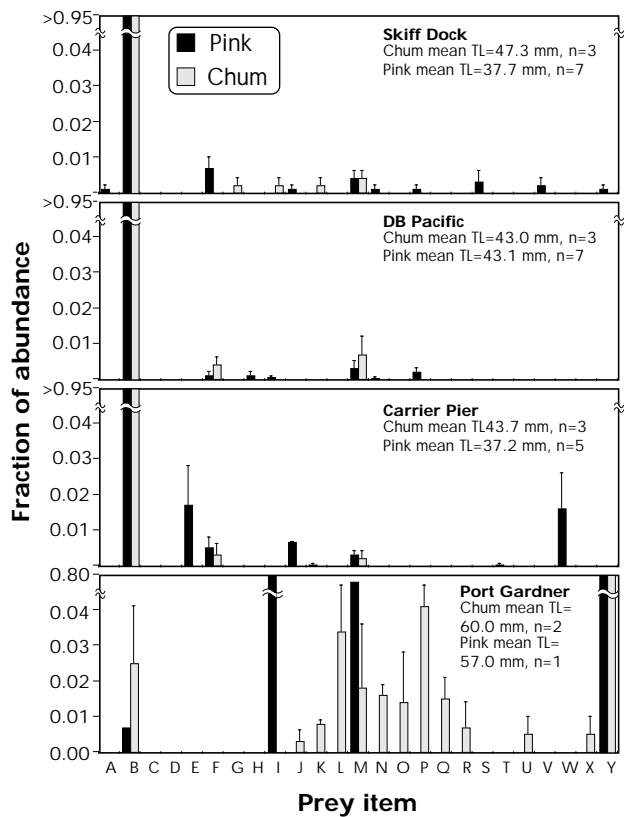 Pink
Chum
Fraction of abundance
>0.95
0.04
0.03
0.02
0.01
Skiff Dock
Chum mean TL=47.3 mm, n=3
Pink mean TL=37.7 mm, n=7
>0.95
0.04
0.03
0.02
0.01
DB Pacific
Chum mean TL=43.0 mm, n=3
Pink mean TL=43.1 mm, n=7
>0.95
0.04
0.03
0.02
0.01
Carrier Pier
Chum mean TL43.7 mm, n=3
Pink mean TL=37.2 mm, n=5
0.80
0.04
0.03
0.02
0.01
0.00
Port Gardner
Chum mean TL=
60.0 mm, n=2
Pink mean TL=
57.0 mm, n=1
A B C D E F G H I J K L M N O P Q R S T U V W X Y
Prey item